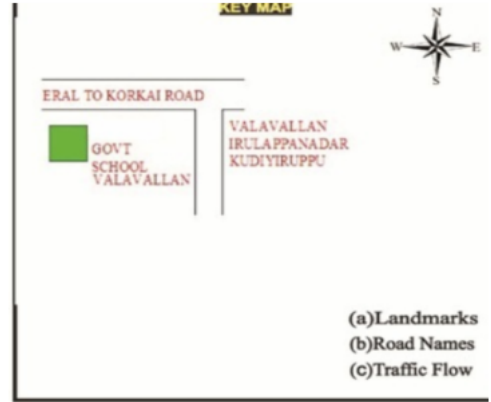 KEY MAP
N
W
E
S
ERAL TO KORKAI ROAD
GOVT
SCHOOL
VALAVALLAN
VALAVALLAN
IRULAPPANADAR
KUDIYIRUPPU
(a)Landmarks
(b)Road Names
(c)Traffic Flow